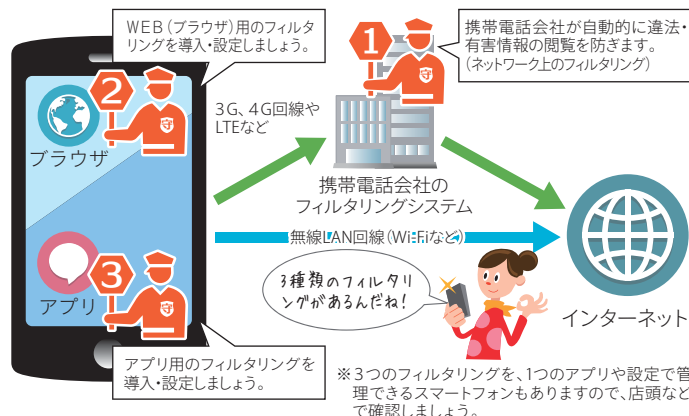 WEB(ブラウザ)用のフィルタ
リングを導入・設定しましょう。
1
携帯電話会社が自動的に違法・
有害情報の閲覧を防ぎます。
(ネットワーク上のフィルタリング)
2
ブラウザ
3G、4G回線や
LTEなど
携帯電話会社の
フィルタリングシステム
無線LAN回線(Wi-Fiなど)
3
アプリ
3種類のフィルタリ
ングがあるんだね!
インターネット
アプリ用のフィルタリングを
導入・設定しましょう。
※3つのフィルタリングを、1つのアプリや設定で管
理できるスマートフォンもありますので、店頭など
で確認しましょう。